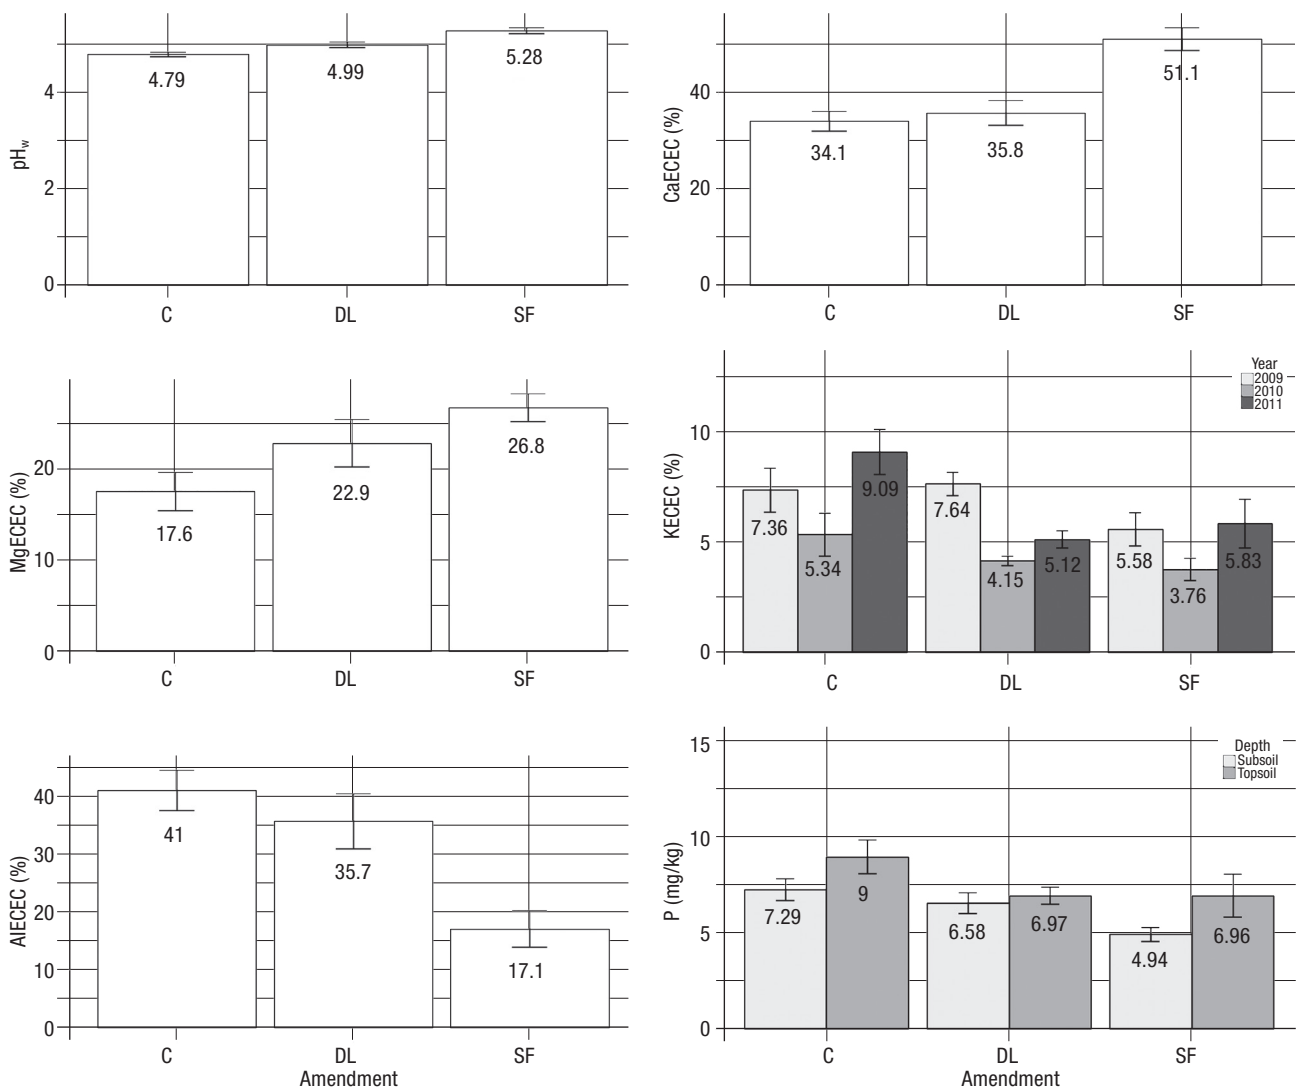 pHw
4
2
0
4.79
4.99
5.28
C
DL
SF
CaECEC (%)
40
20
0
34.1
35.8
51.1
C
DL
SF
MgECEC (%)
20
10
0
17.6
22.9
26.8
C
DL
SF
KECEC (%)
10
5
0
Year
2009
2010
2011
7.36
5.34
9.09
7.64
4.15
5.12
5.58
3.76
5.83
C
DL
SF
AlECEC (%)
40
30
20
10
0
41
35.7
17.1
C
DL
SF
Amendment
P (mg/kg)
15
10
5
0
Depth
Subsoil
Topsoil
7.29
9
6.58
6.97
4.94
6.96
C
DL
SF
Amendment